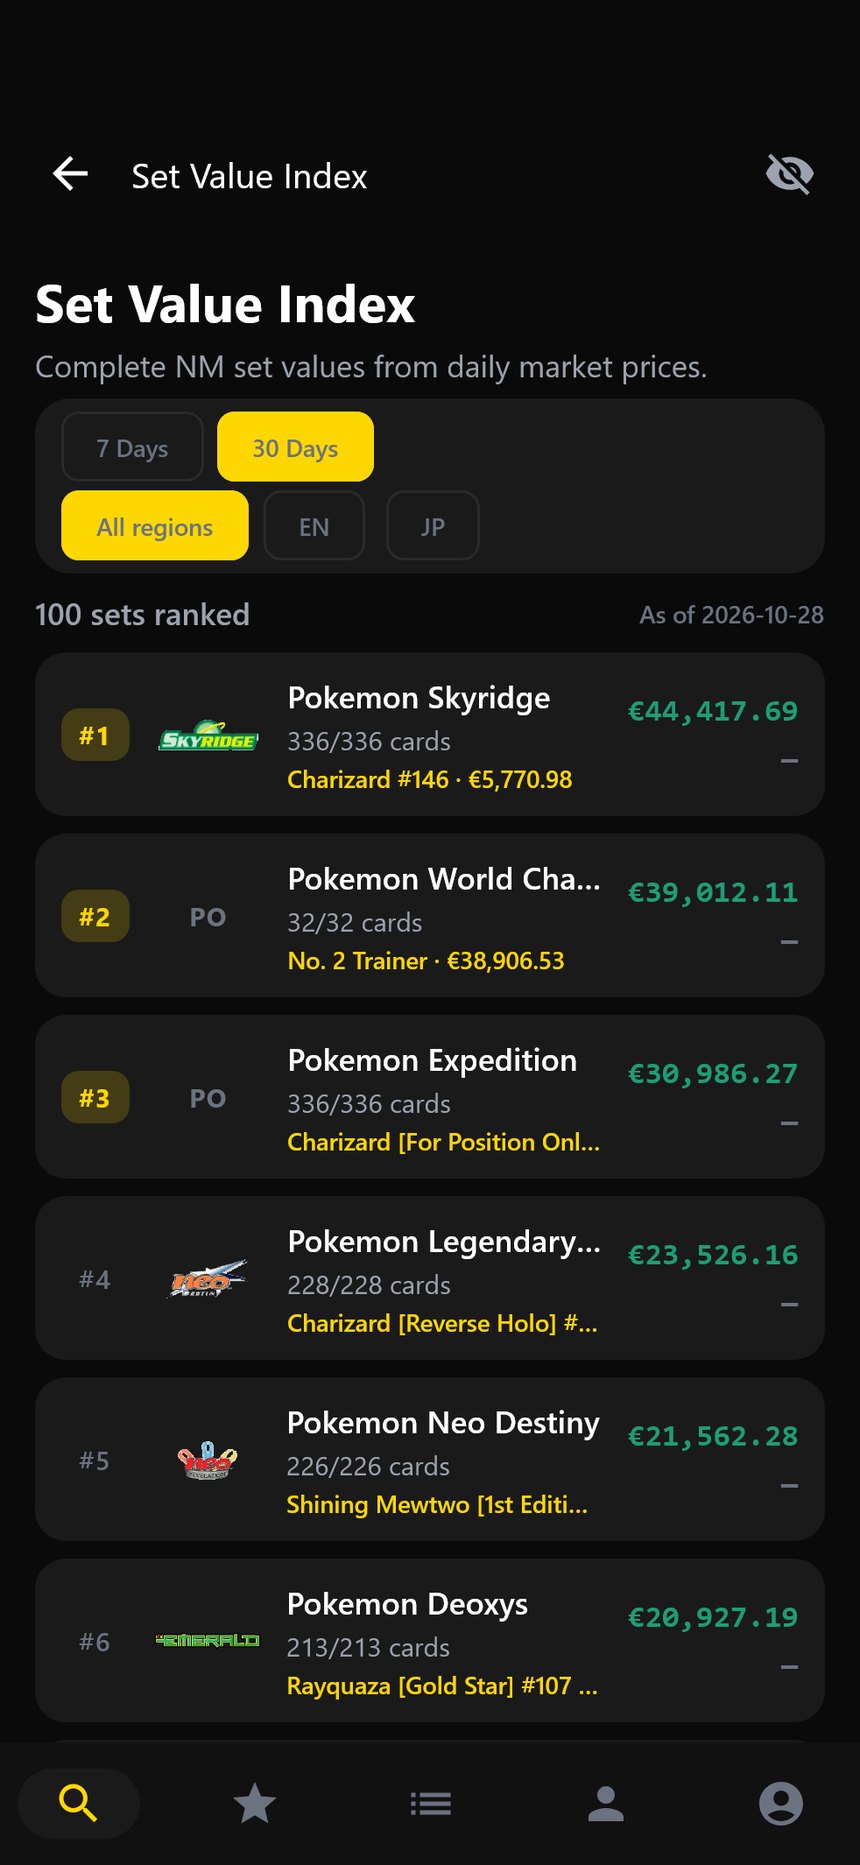 Set Value Index
Set Value Index
Complete NM set values from daily market prices.
7 Days
30 Days
All regions
EN
JP
100 sets ranked
As of 2026-10-28
#1
SKYRIDGE
Pokemon Skyridge
336/336 cards
Charizard #146 · €5,770.98
€44,417.69
–
#2
PO
Pokemon World Cha...
32/32 cards
No. 2 Trainer · €38,906.53
€39,012.11
–
#3
PO
Pokemon Expedition
336/336 cards
Charizard [For Position Onl...
€30,986.27
–
#4
neo
DESTINY
Pokemon Legendary...
228/228 cards
Charizard [Reverse Holo] #...
€23,526.16
–
#5
neo
REVELATION
Pokemon Neo Destiny
226/226 cards
Shining Mewtwo [1st Editi...
€21,562.28
–
#6
EMERALD
Pokemon Deoxys
213/213 cards
Rayquaza [Gold Star] #107 ...
€20,927.19
–